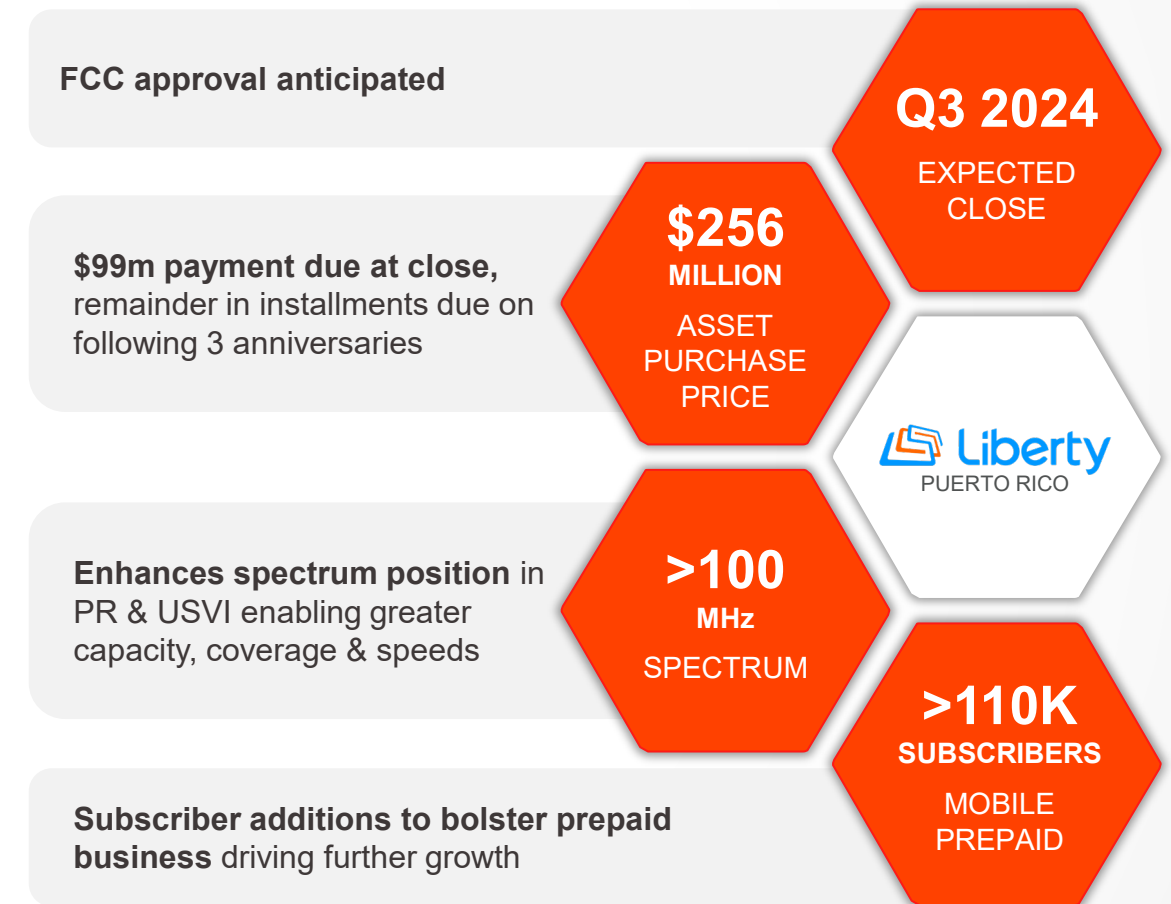 FCC approval anticipated
Q3 2024
EXPECTED
CLOSE
$99m payment due at close,
remainder in installments due on
following 3 anniversaries
$256
MILLION
ASSET
PURCHASE
PRICE
Liberty
PUERTO RICO
Enhances spectrum position in
PR & USVI enabling greater
capacity, coverage & speeds
>100
MHz
SPECTRUM
Subscriber additions to bolster prepaid
business driving further growth
>110K
SUBSCRIBERS
MOBILE
PREPAID